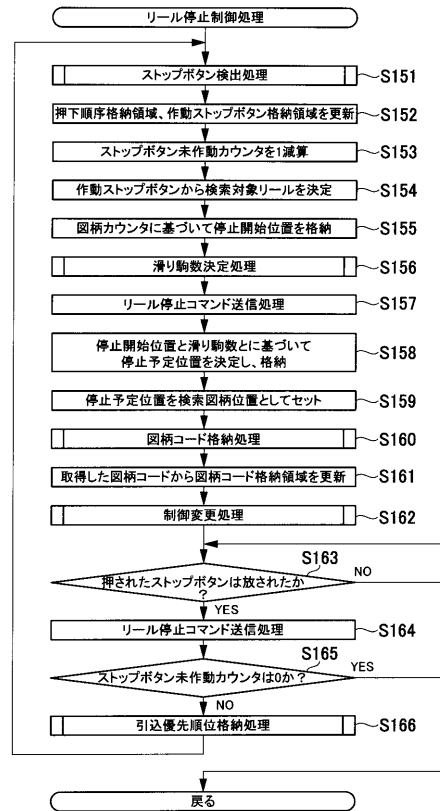 リール停止制御処理
ストップボタン検出処理 S151
押下順序格納領域、作動ストップボタン格納領域を更新 S152
ストップボタン未作動カウンタを1減算 S153
作動ストップボタンから検索対象リールを決定 S154
図柄カウンタに基づいて停止開始位置を格納 S155
滑り駒数決定処理 S156
リール停止コマンド送信処理 S157
停止開始位置と滑り駒数とに基づいて
停止予定位置を決定し、格納 S158
停止予定位置を検索図柄位置としてセット S159
図柄コード格納処理 S160
取得した図柄コードから図柄コード格納領域を更新 S161
制御変更処理 S162
S163
押されたストップボタンは放されたか NO
？
YES
リール停止コマンド送信処理 S164
S165
ストップボタン未作動カウンタは0か？ YES
NO
引込優先順位格納処理 S166
戻る